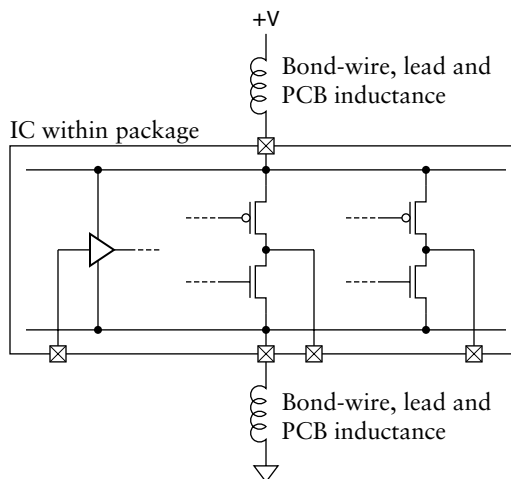 +V
Bond-wire, lead and
PCB inductance
IC within package
Bond-wire, lead and
PCB inductance